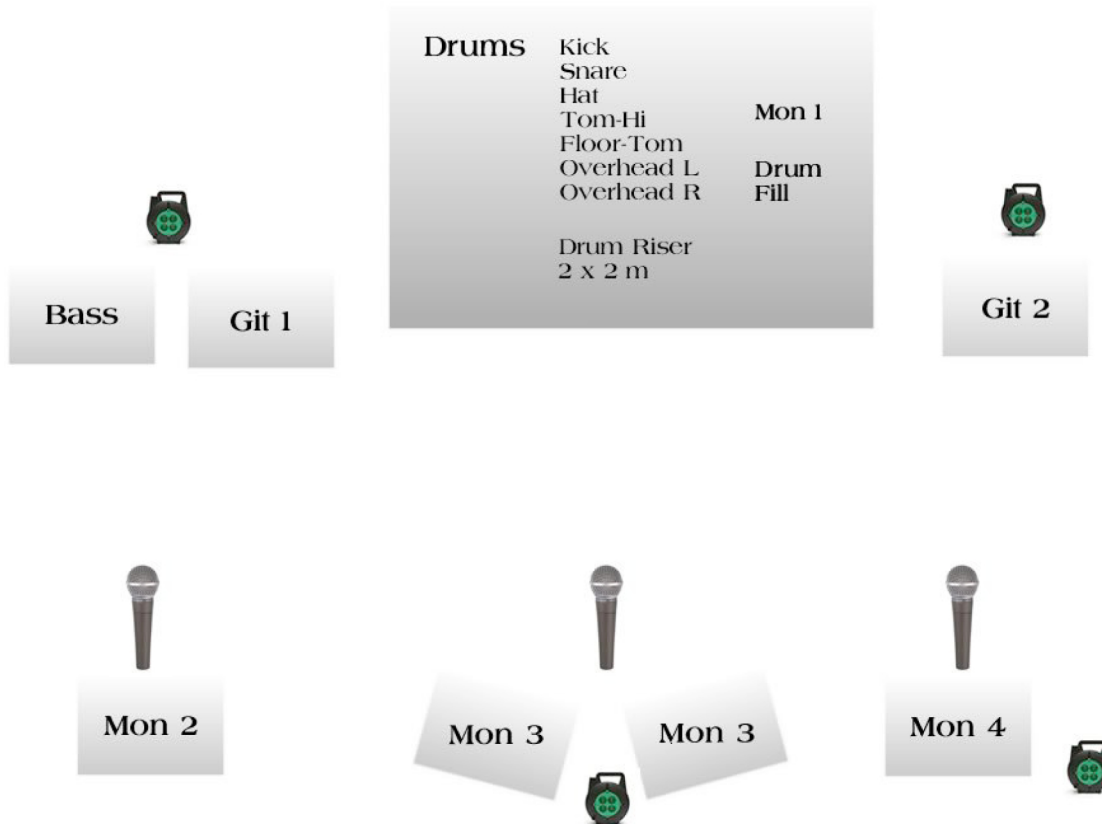 Drums
Kick
Snare
Hat
Tom-Hi
Floor-Tom
Overhead L
Overhead R
Mon 1
Drum
Fill
Drum Riser
2 x 2 m
Bass
Git 1
Git 2
Mon 2
Mon 3
Mon 3
Mon 4